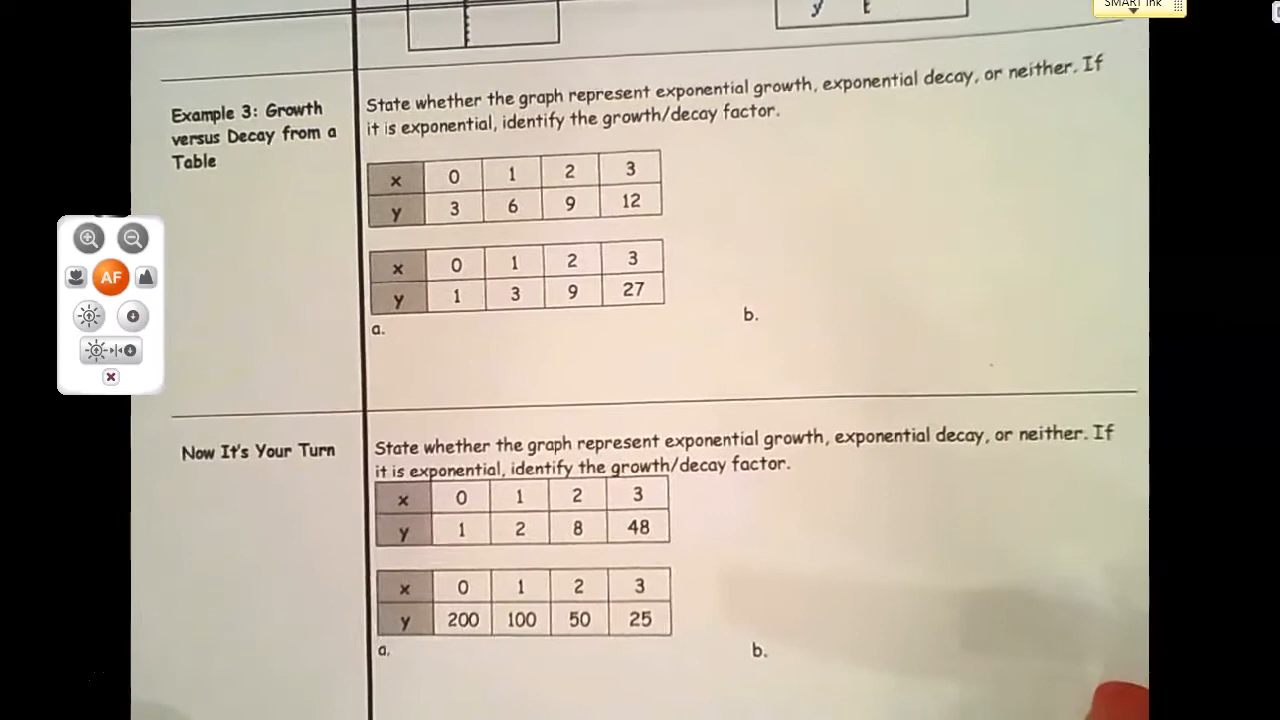 y
SMART Ink
Example 3: Growth
versus Decay from a
Table
State whether the graph represent exponential growth, exponential decay, or neither. If
it is exponential, identify the growth/decay factor.
x 0 1 2 3
y 3 6 9 12
x 0 1 2 3
y 1 3 9 27
a.
b.
AF
Now It's Your Turn
State whether the graph represent exponential growth, exponential decay, or neither. If
it is exponential, identify the growth/decay factor.
x 0 1 2 3
y 1 2 8 48
x 0 1 2 3
y 200 100 50 25
a.
b.